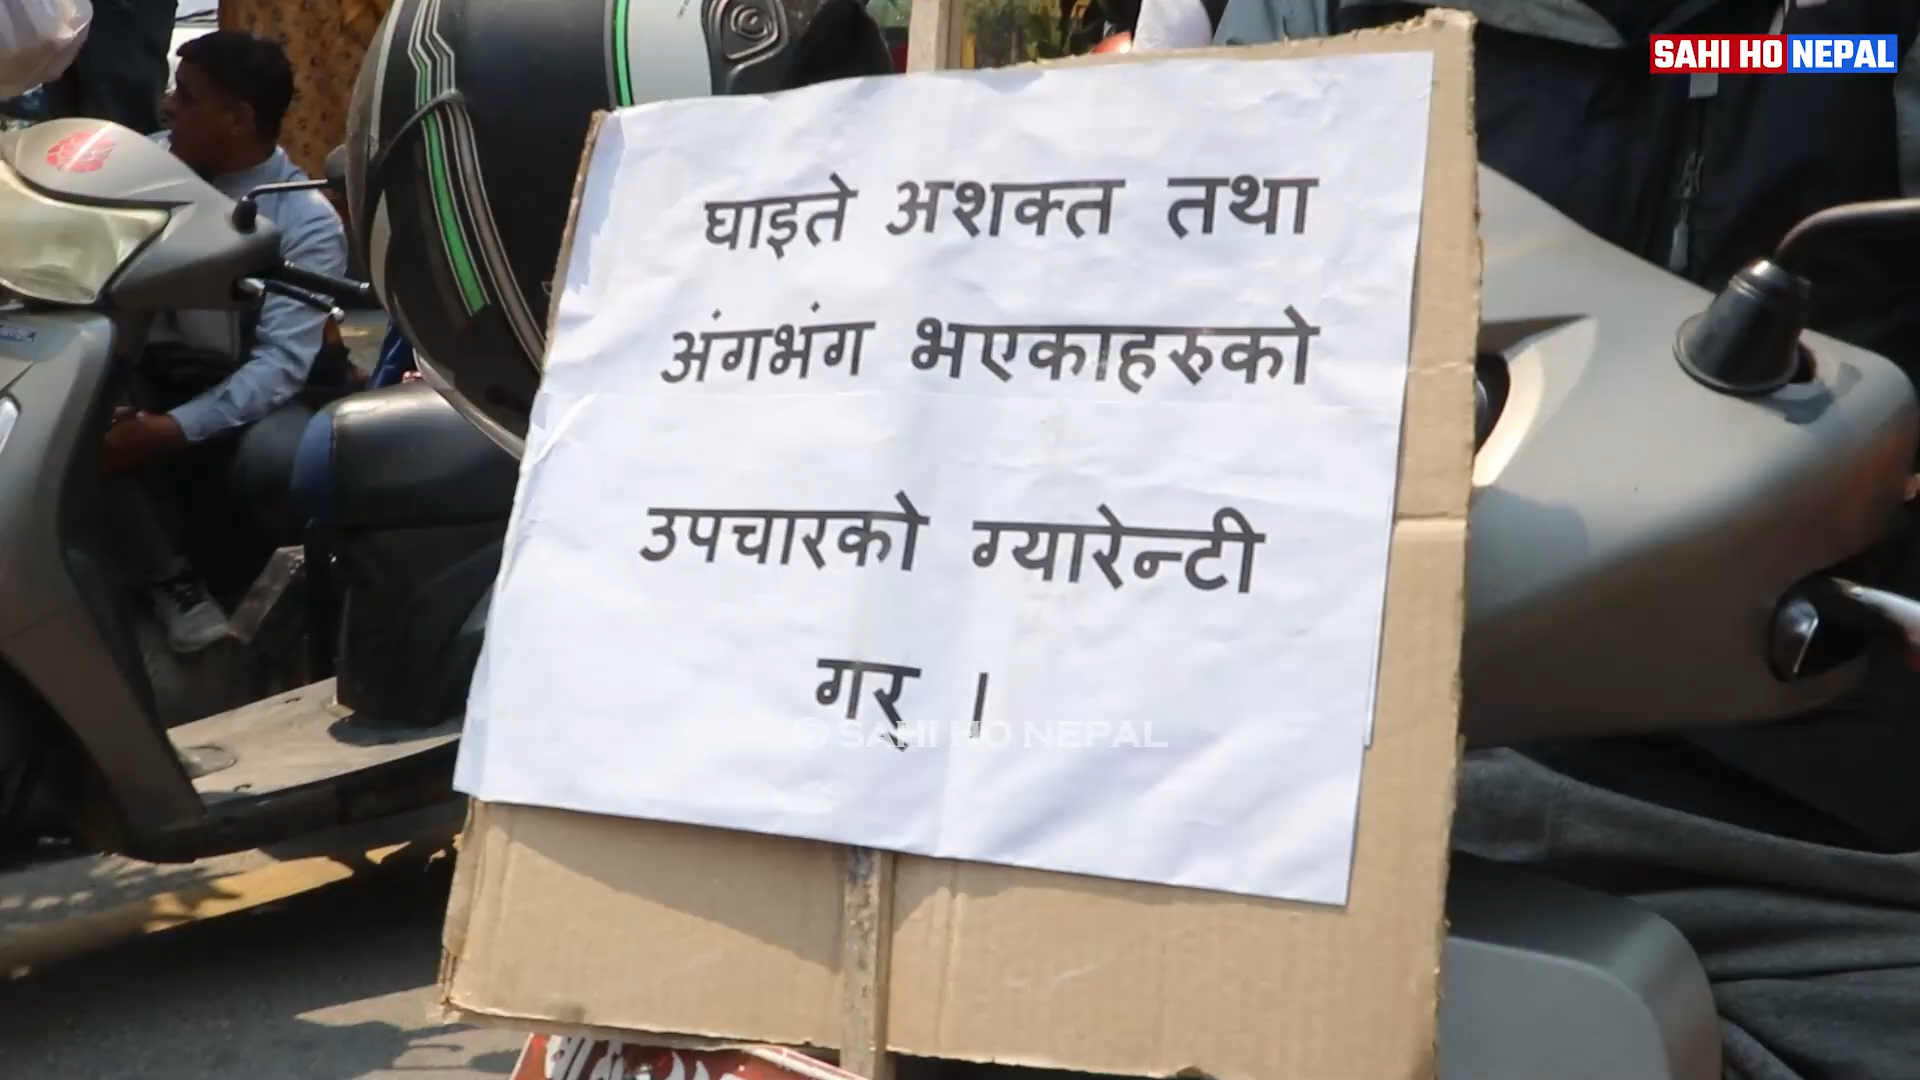 SAHI HO NEPAL
घाइते अशक्त तथा
अंगभंग भएकाहरुको
उपचारको ग्यारेन्टी
गर ।
© SAHI HO NEPAL